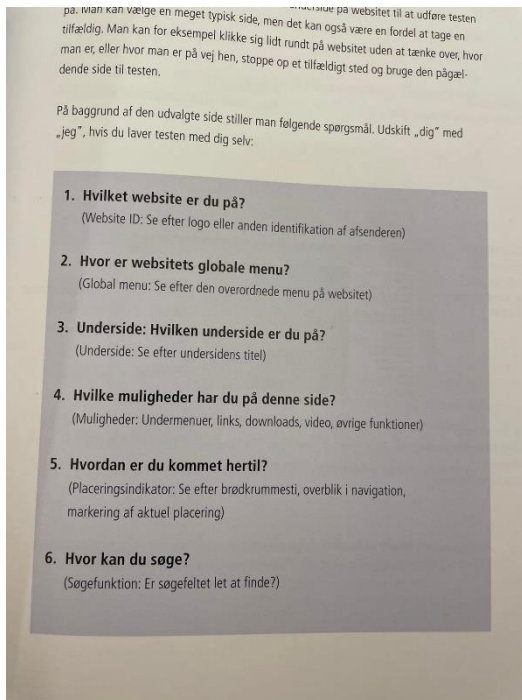 på. Man kan vælge en meget typisk side, men det kan også være en fordel at tage en
tilfældig. Man kan for eksempel klikke sig lidt rundt på websitet uden at tænke over, hvor
man er, eller hvor man er på vej hen, stoppe op et tilfældigt sted og bruge den pågæl-
dende side til testen.
På baggrund af den udvalgte side stiller man følgende spørgsmål. Udskift „dig” med
„jeg”, hvis du laver testen med dig selv:
1. Hvilket website er du på?
(Website ID: Se efter logo eller anden identifikation af afsenderen)
2. Hvor er websitets globale menu?
(Global menu: Se efter den overordnede menu på websitet)
3. Underside: Hvilken underside er du på?
(Underside: Se efter undersidens titel)
4. Hvilke muligheder har du på denne side?
(Muligheder: Undermenuer, links, downloads, video, øvrige funktioner)
5. Hvordan er du kommet hertil?
(Placeringsindikator: Se efter brødkrummesti, overblik i navigation,
markering af aktuel placering)
6. Hvor kan du søge?
(Søgefunktion: Er søgefeltet let at finde?)